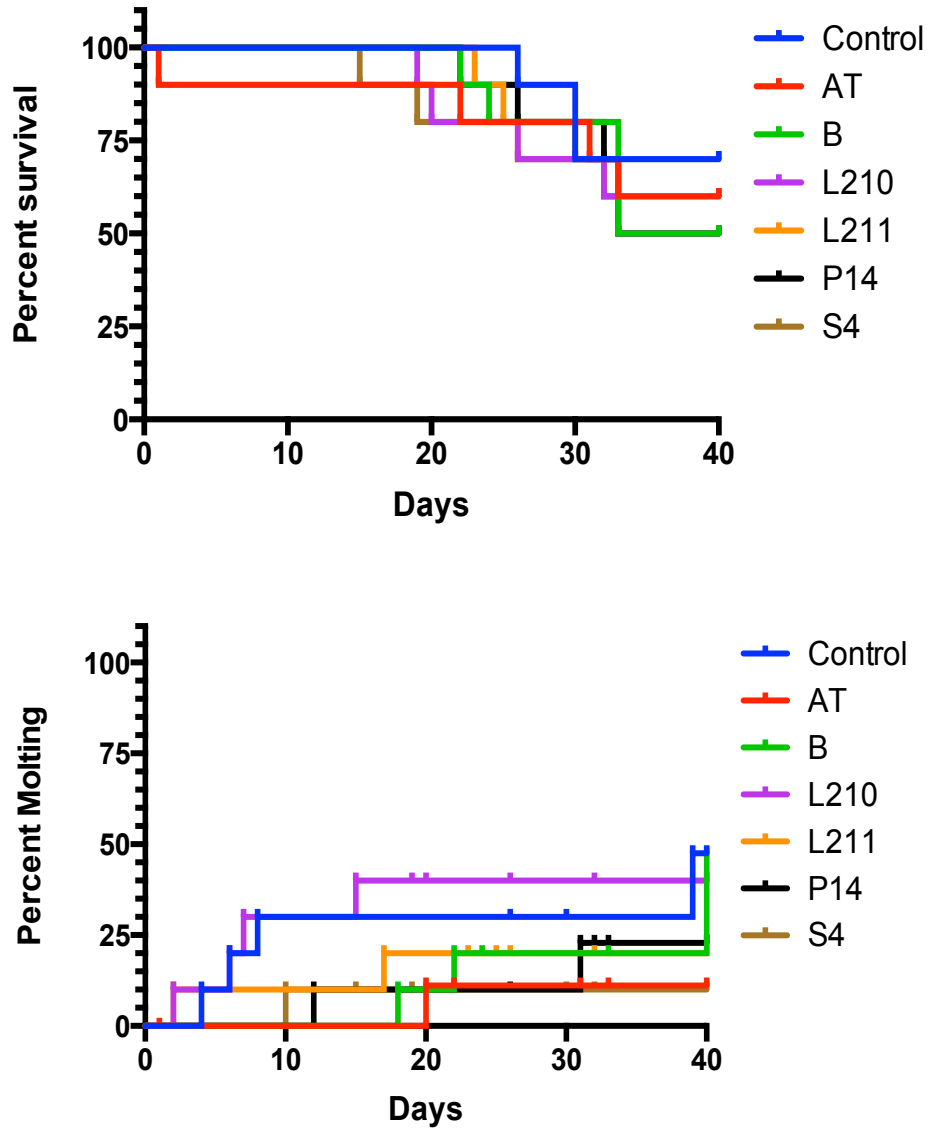 Percent survival
100
75
50
25
0
0 10 20 30 40
Days
Control
AT
B
L210
L211
P14
S4
Percent Molting
100
75
50
25
0
0 10 20 30 40
Days
Control
AT
B
L210
L211
P14
S4